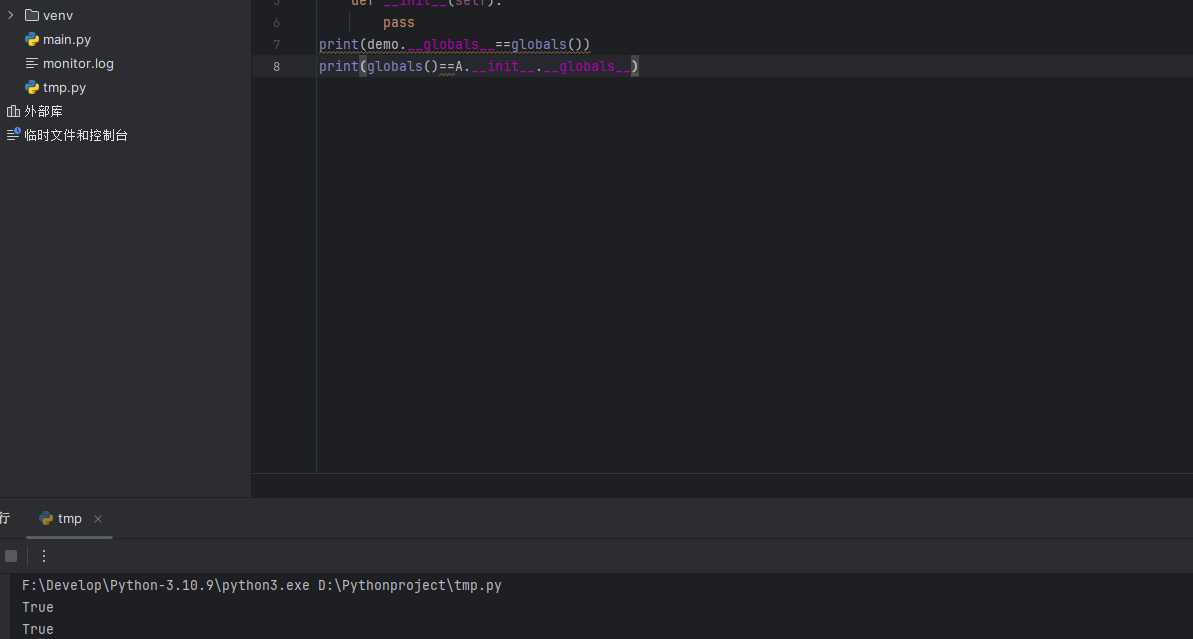 venv
main.py
monitor.log
tmp.py
外部库
临时文件和控制台
5 def __init__(self):
6 pass
7 print(demo.__globals__==globals())
8 print(globals()==A.__init__.__globals__)
行 tmp
F:\Develop\Python-3.10.9\python3.exe D:\Pythonproject\tmp.py
True
True